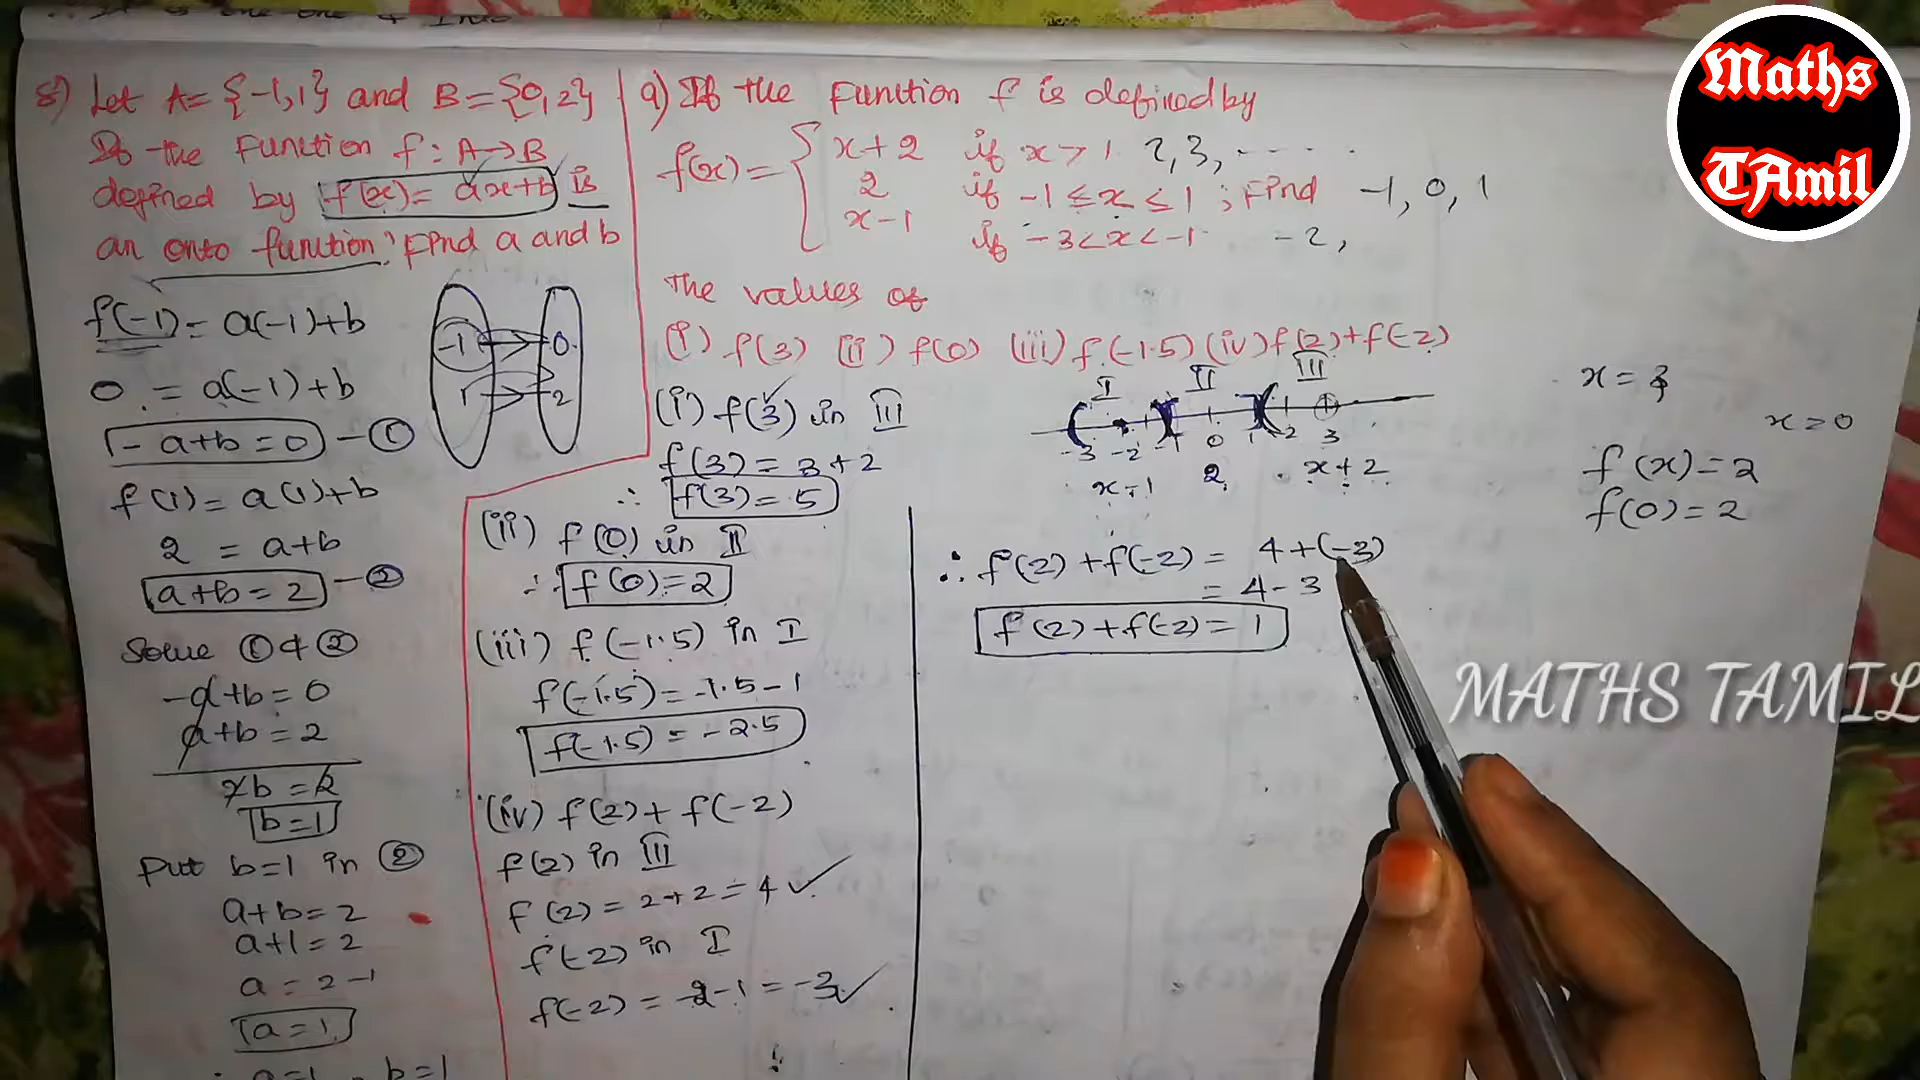 8) Let A = {-1, 1} and B = {0, 2}
If the Function f : A → B
defined by f(x) = ax+b is
an onto function? Find a and b
f(-1) = a(-1)+b
0 = a(-1)+b
-a+b = 0 - ①
f(1) = a(1)+b
2 = a+b
a+b = 2 - ②
-1 0
1 2
Solve ① & ②
-a+b = 0
a+b = 2
2b = 2
b = 1
Put b=1 in ②
a+b = 2
a+1 = 2
a = 2-1
a = 1
a=1, b=1
9) If the Function f is defined by
f(x) = { x+2 if x > 1 2, 3, ....
2 if -1 ≤ x ≤ 1 ; Find -1, 0, 1
x-1 if -3 < x < -1 -2,
The values of
(i) f(3) (ii) f(0) (iii) f(-1.5) (iv) f(2)+f(-2)
(i) f(3) in III
f(3) = 3+2
∴ f(3) = 5
(ii) f(0) in II
∴ f(0) = 2
(iii) f(-1.5) in I
f(-1.5) = -1.5-1
f(-1.5) = -2.5
(iv) f(2)+f(-2)
f(2) in III
f(2) = 2+2 = 4 ✓
f(-2) in I
f(-2) = -2-1 = -3 ✓
I II III
-3 -2 -1 0 1 2 3
x-1 2 x+2
∴ f(2)+f(-2) = 4+(-3)
= 4-3
f(2)+f(-2) = 1
x = 0
f(x) = 2
f(0) = 2
Maths
TAmil
MATHS TAMIL